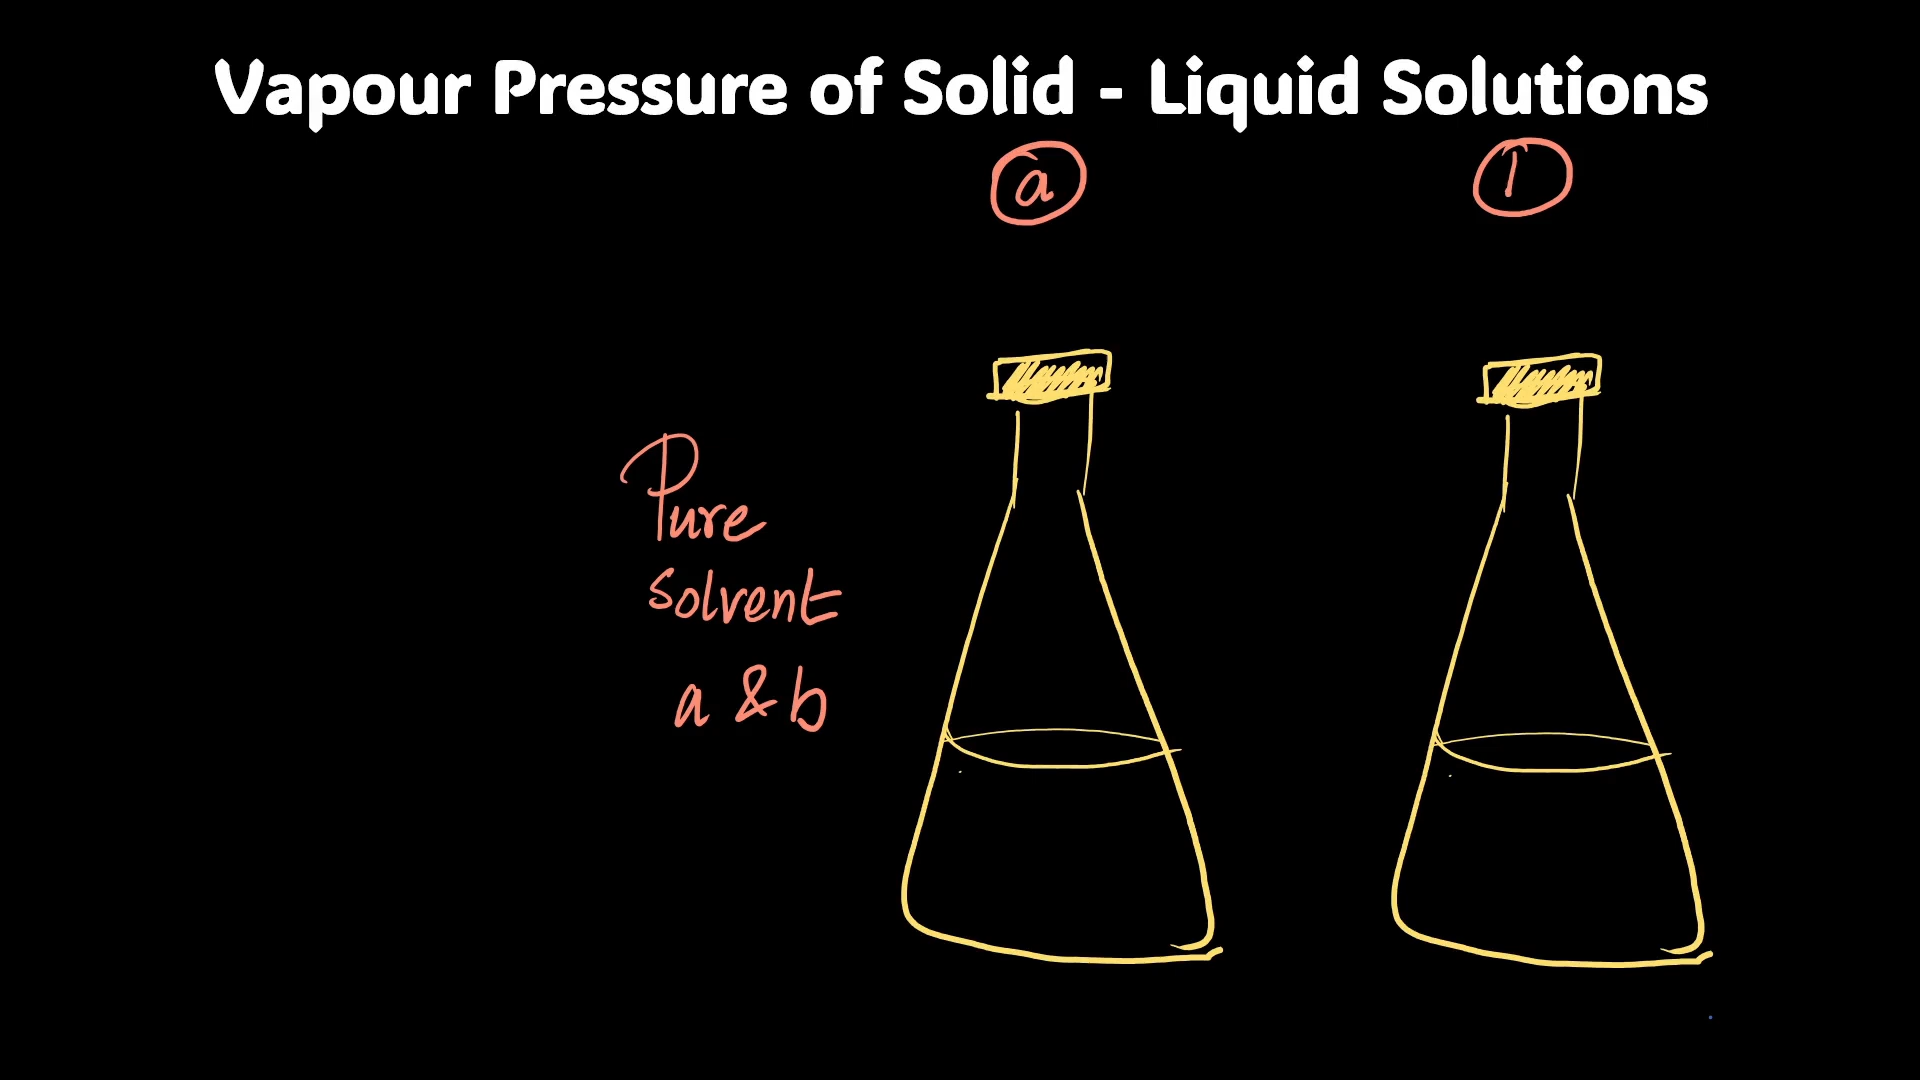 Vapour Pressure of Solid - Liquid Solutions
a
Pure
Solvent
a & b